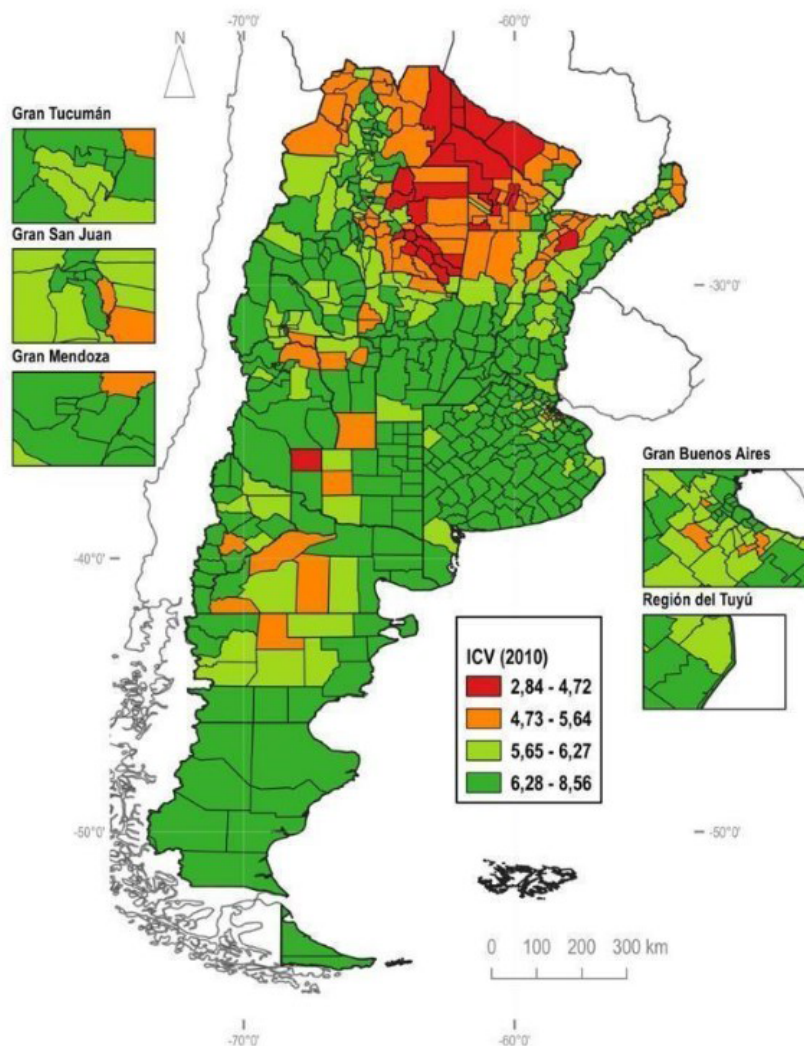 -70°0'
-60°0'
N
Gran Tucumán
Gran San Juan
-30°0'
Gran Mendoza
Gran Buenos Aires
-40°0'
-40°0'
Región del Tuyú
ICV (2010)
2,84 - 4,72
4,73 - 5,64
5,65 - 6,27
6,28 - 8,56
-50°0'
-50°0'
0 100 200 300 km
-70°0'
-60°0'